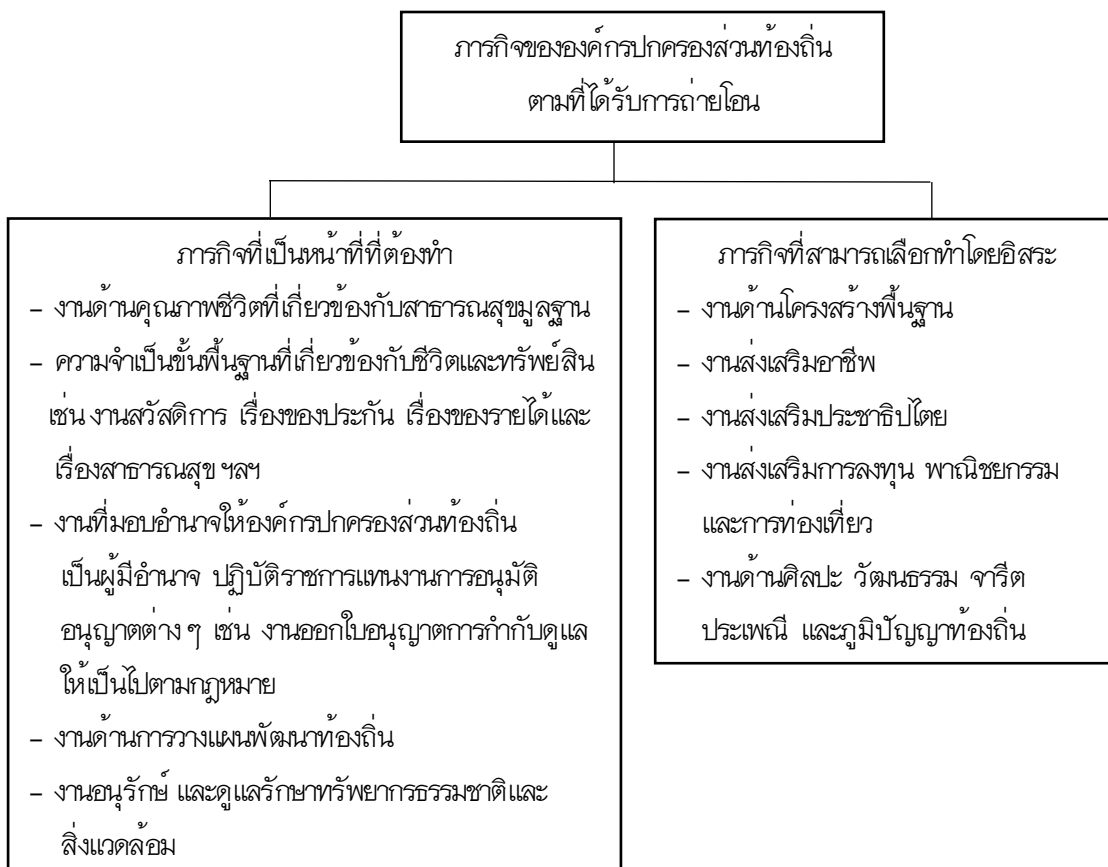 ภารกิจขององค์กรปกครองส่วนท้องถิ่น
ตามที่ได้รับการถ่ายโอน
ภารกิจที่เป็นหน้าที่ที่ต้องทำ
– งานด้านคุณภาพชีวิตที่เกี่ยวข้องกับสาธารณสุขมูลฐาน
– ความจำเป็นขั้นพื้นฐานที่เกี่ยวข้องกับชีวิตและทรัพย์สิน
เช่น งานสวัสดิการ เรื่องของประกัน เรื่องของรายได้และ
เรื่องสาธารณสุข ฯลฯ
– งานที่มอบอำนาจให้องค์กรปกครองส่วนท้องถิ่น
เป็นผู้มีอำนาจ ปฏิบัติราชการแทนงานการอนุมัติ
อนุญาตต่าง ๆ เช่น งานออกใบอนุญาตการกำกับดูแล
ให้เป็นไปตามกฎหมาย
– งานด้านการวางแผนพัฒนาท้องถิ่น
– งานอนุรักษ์ และดูแลรักษาทรัพยากรธรรมชาติและ
สิ่งแวดล้อม
ภารกิจที่สามารถเลือกทำโดยอิสระ
– งานด้านโครงสร้างพื้นฐาน
– งานส่งเสริมอาชีพ
– งานส่งเสริมประชาธิปไตย
– งานส่งเสริมการลงทุน พาณิชยกรรม
และการท่องเที่ยว
– งานด้านศิลปะ วัฒนธรรม จารีต
ประเพณี และภูมิปัญญาท้องถิ่น